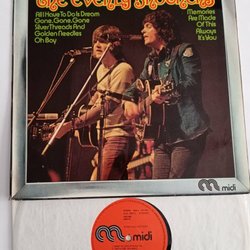 the everly brothers
All I Have To Do Is Dream
Gone, Gone, Gone
Silver Threads And
Golden Needles
Oh Boy
Memories
Are Made
Of This
Always
It's You
midi
midi